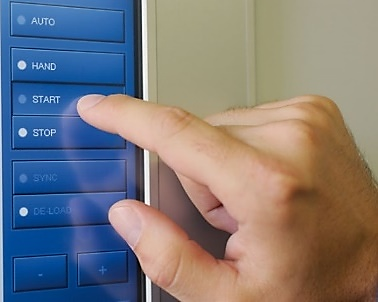 AUTO
HAND
START
STOP
SYNC
DE-LOAD
- +